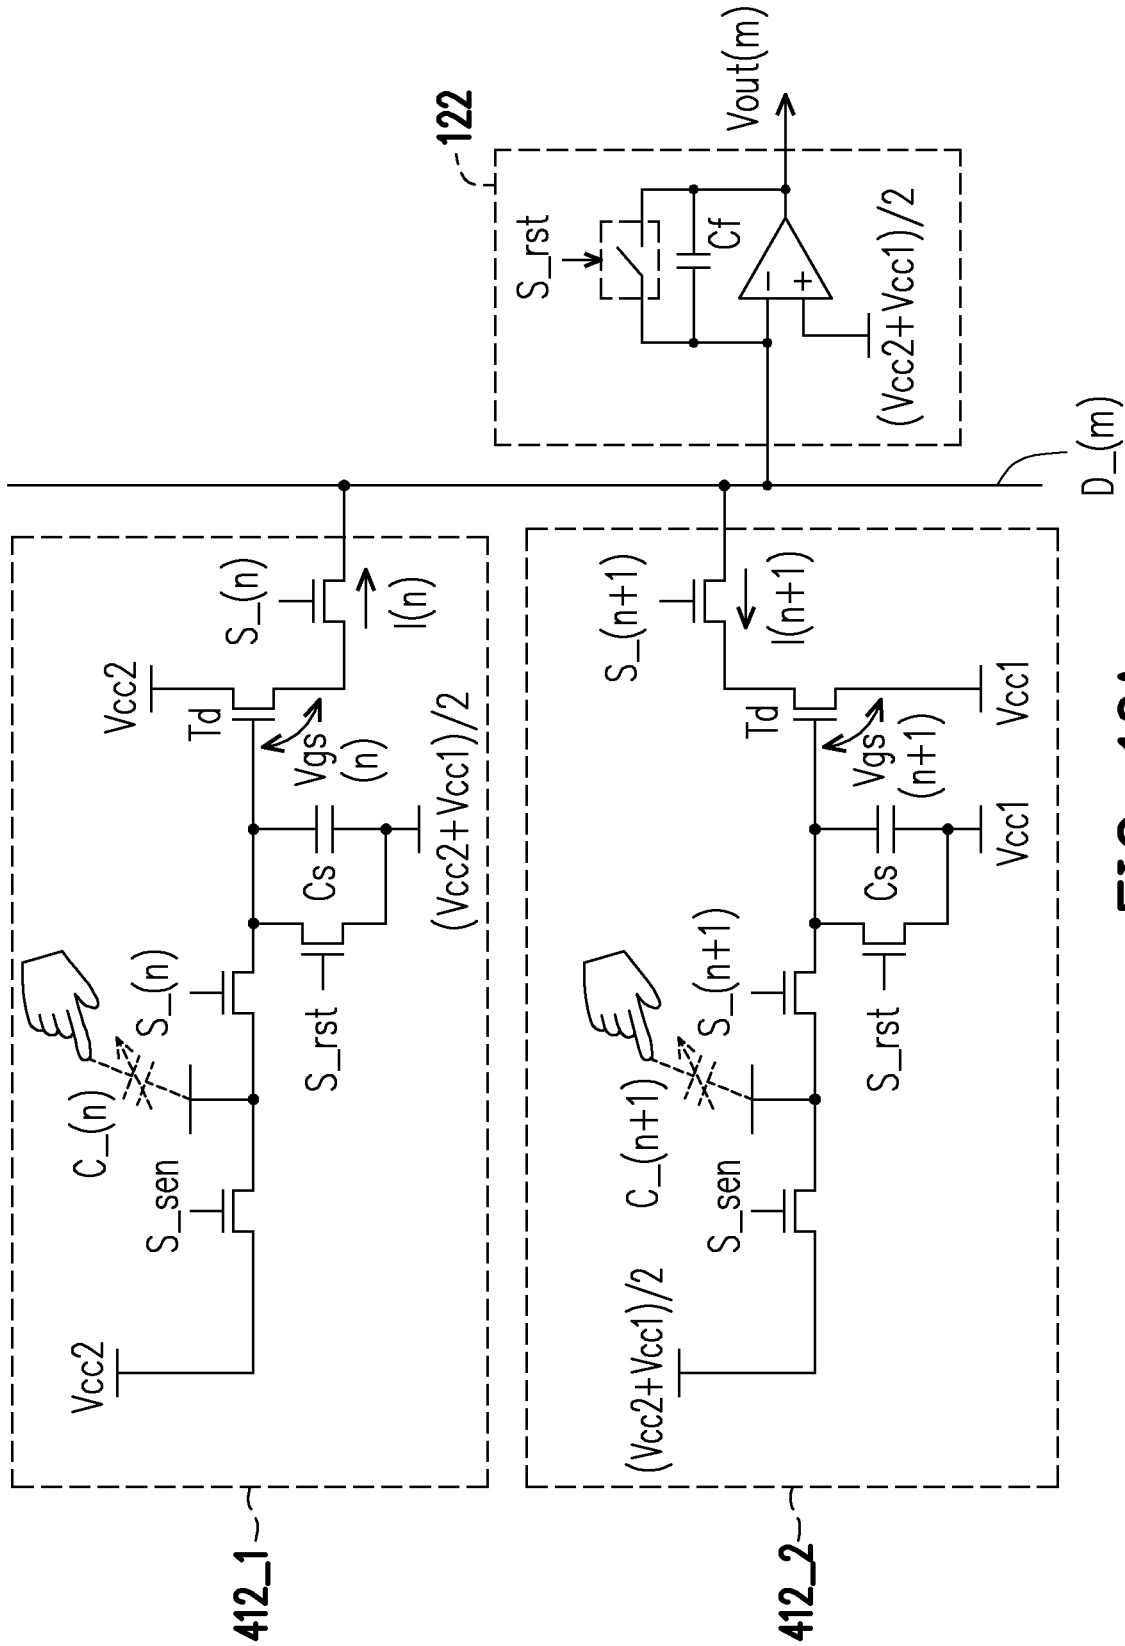 122
S_rst
Cf
Vout(m)
−
+
(Vcc2+Vcc1)/2
D_(m)
412_1
Vcc2
S_sen
C_(n)
S_(n)
S_rst
Cs
(Vcc2+Vcc1)/2
Vcc2
Td
Vgs
(n)
S_(n)
I(n)
412_2
(Vcc2+Vcc1)/2
S_sen
C_(n+1)
S_(n+1)
S_rst
Cs
Vcc1
Td
Vgs
(n+1)
Vcc1
S_(n+1)
I(n+1)